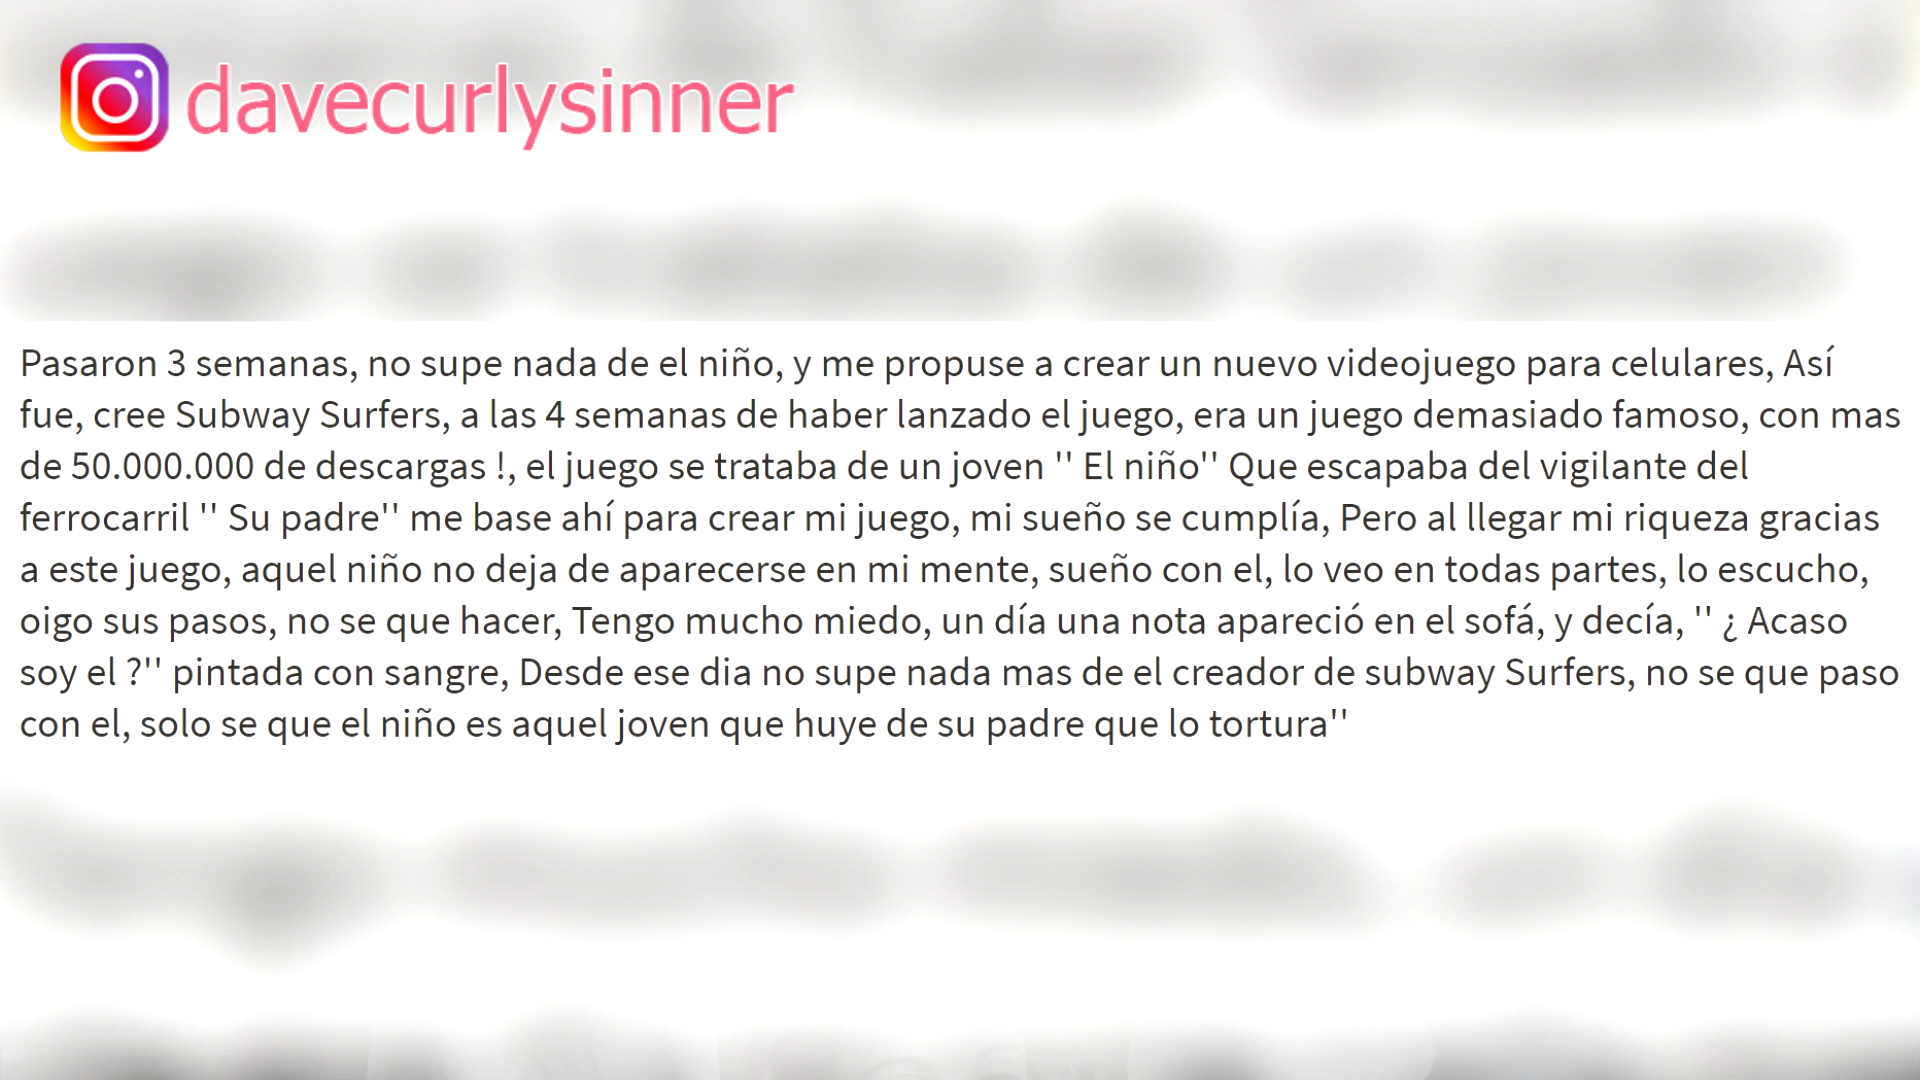 davecurlysinner
Pasaron 3 semanas, no supe nada de el niño, y me propuse a crear un nuevo videojuego para celulares, Así
fue, cree Subway Surfers, a las 4 semanas de haber lanzado el juego, era un juego demasiado famoso, con mas
de 50.000.000 de descargas !, el juego se trataba de un joven '' El niño'' Que escapaba del vigilante del
ferrocarril '' Su padre'' me base ahí para crear mi juego, mi sueño se cumplía, Pero al llegar mi riqueza gracias
a este juego, aquel niño no deja de aparecerse en mi mente, sueño con el, lo veo en todas partes, lo escucho,
oigo sus pasos, no se que hacer, Tengo mucho miedo, un día una nota apareció en el sofá, y decía, '' ¿ Acaso
soy el ?'' pintada con sangre, Desde ese dia no supe nada mas de el creador de subway Surfers, no se que paso
con el, solo se que el niño es aquel joven que huye de su padre que lo tortura''